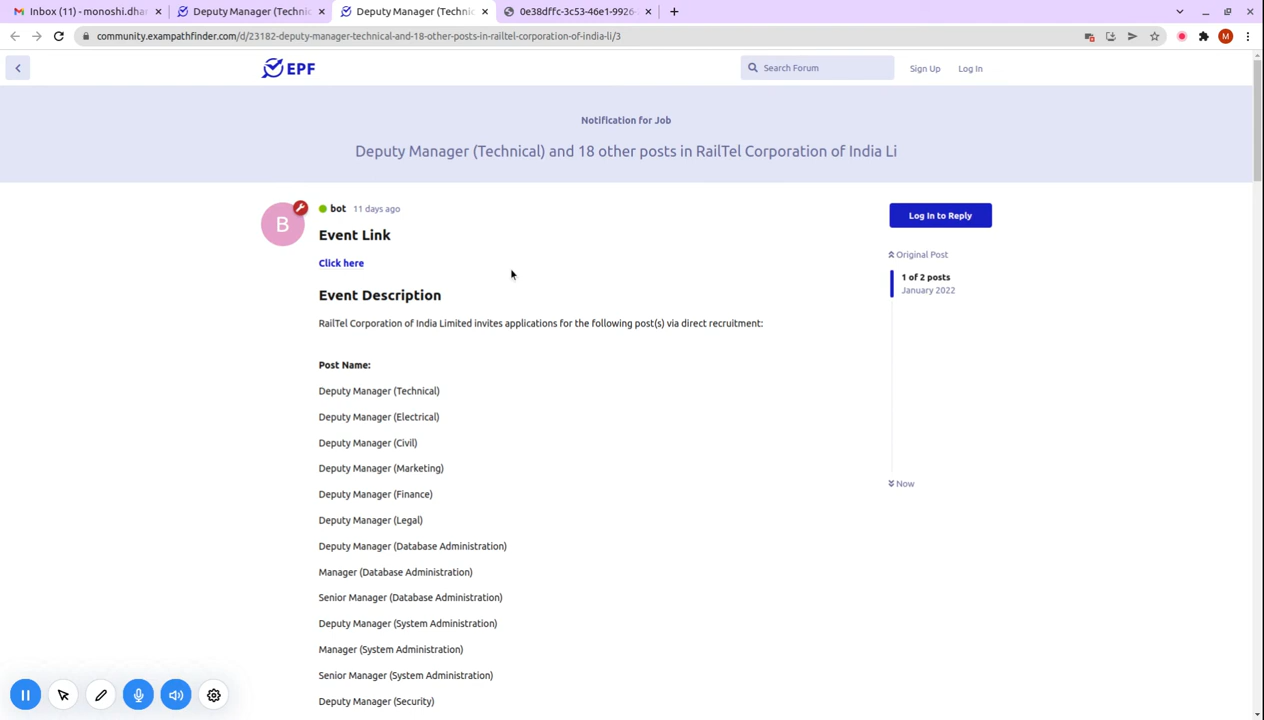 Inbox (11) - monoshi.dha
Deputy Manager (Technic
Deputy Manager (Technic
0e38dffc-3c53-46e1-9926-
community.exampathfinder.com/d/23182-deputy-manager-technical-and-18-other-posts-in-railtel-corporation-of-india-li/3
M
EPF
Search Forum
Sign Up
Log In
Notification for Job
Deputy Manager (Technical) and 18 other posts in RailTel Corporation of India Li
B
bot 11 days ago
Log In to Reply
Event Link
Original Post
Click here
1 of 2 posts
January 2022
Event Description
RailTel Corporation of India Limited invites applications for the following post(s) via direct recruitment:
Post Name:
Deputy Manager (Technical)
Deputy Manager (Electrical)
Deputy Manager (Civil)
Deputy Manager (Marketing)
Now
Deputy Manager (Finance)
Deputy Manager (Legal)
Deputy Manager (Database Administration)
Manager (Database Administration)
Senior Manager (Database Administration)
Deputy Manager (System Administration)
Manager (System Administration)
Senior Manager (System Administration)
Deputy Manager (Security)